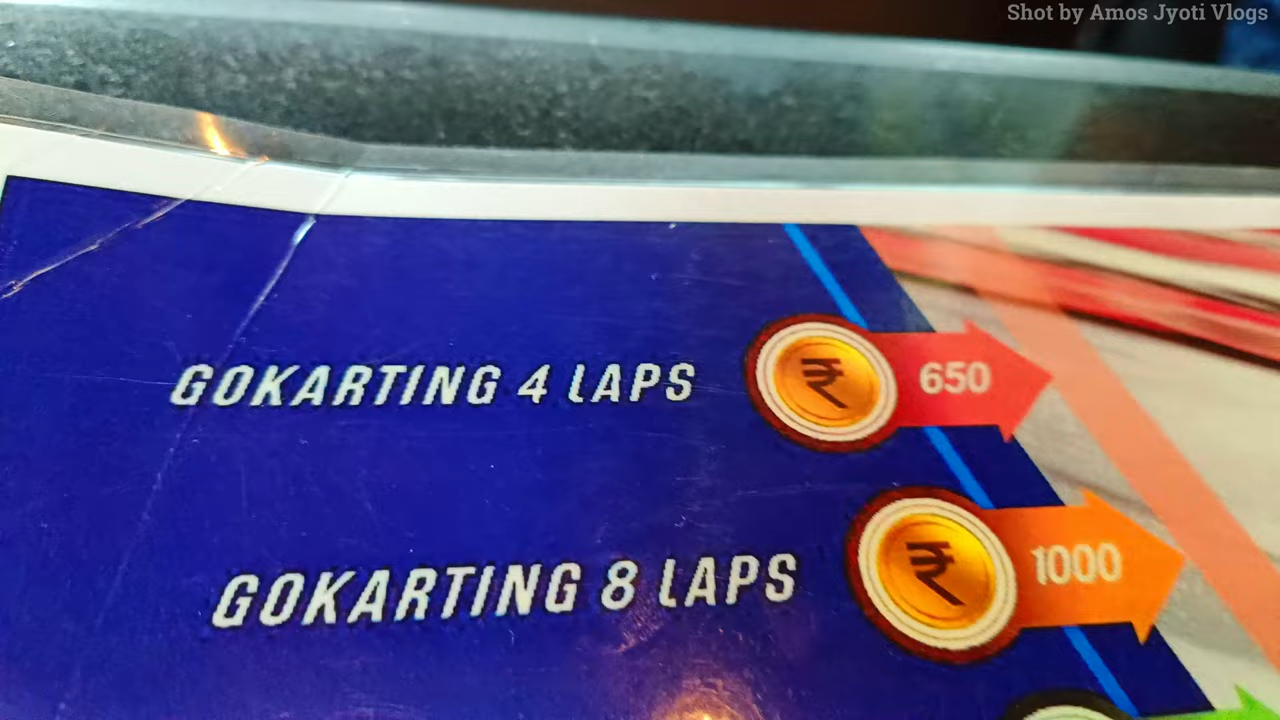 Shot by Amos Jyoti Vlogs
GOKARTING 4 LAPS ₹ 650
GOKARTING 8 LAPS ₹ 1000